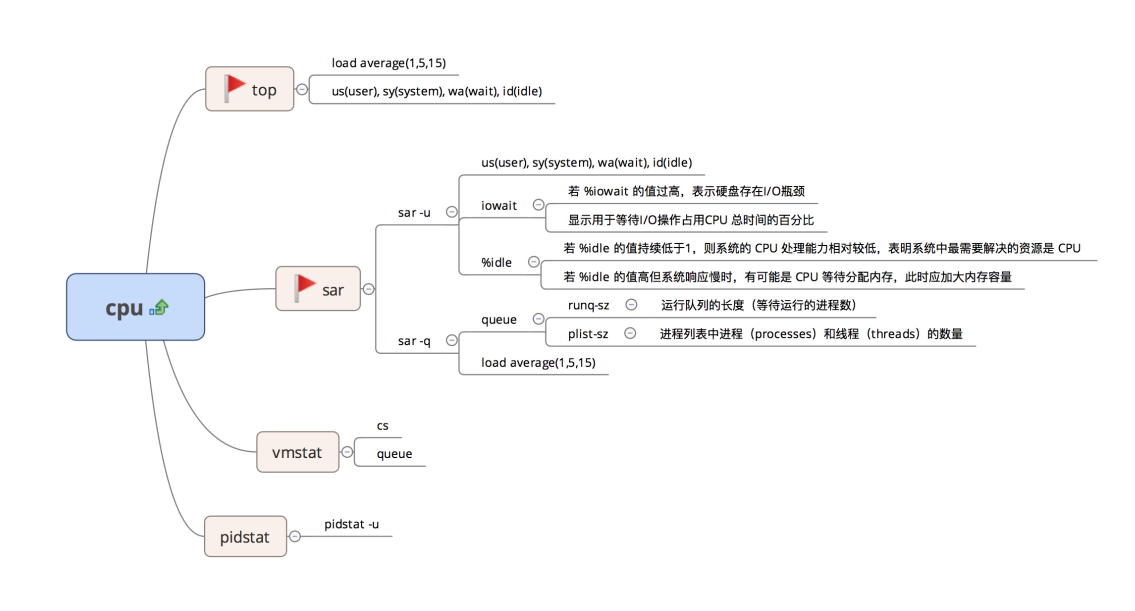 cpu
top
load average(1,5,15)
us(user), sy(system), wa(wait), id(idle)
sar
sar -u
us(user), sy(system), wa(wait), id(idle)
iowait
若 %iowait 的值过高，表示硬盘存在I/O瓶颈
显示用于等待I/O操作占用CPU 总时间的百分比
%idle
若 %idle 的值持续低于1，则系统的 CPU 处理能力相对较低，表明系统中最需要解决的资源是 CPU
若 %idle 的值高但系统响应慢时，有可能是 CPU 等待分配内存，此时应加大内存容量
sar -q
queue
runq-sz
运行队列的长度（等待运行的进程数）
plist-sz
进程列表中进程（processes）和线程（threads）的数量
load average(1,5,15)
vmstat
cs
queue
pidstat
pidstat -u